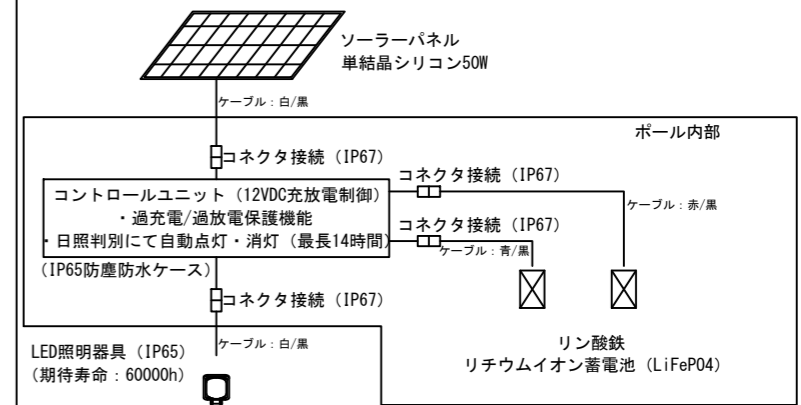 ソーラーパネル
単結晶シリコン50W
ケーブル：白/黒
ポール内部
コネクタ接続（IP67）
コネクタ接続（IP67）
コントロールユニット（12VDC充放電制御）
・過充電/過放電保護機能
・日照判別にて自動点灯・消灯（最長14時間）
ケーブル：赤/黒
コネクタ接続（IP67）
ケーブル：青/黒
（IP65防塵防水ケース）
コネクタ接続（IP67）
ケーブル：白/黒
リン酸鉄
リチウムイオン蓄電池（LiFePO4）
LED照明器具（IP65）
（期待寿命：60000h）